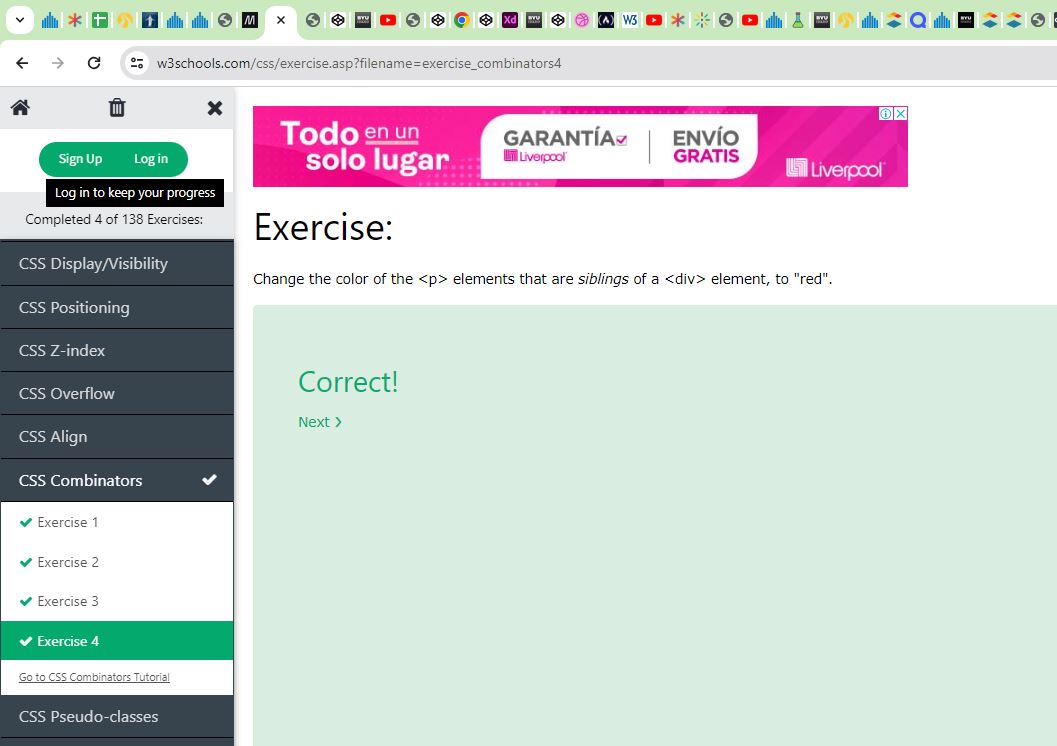 w3schools.com/css/exercise.asp?filename=exercise_combinators4
Sign Up Log in
Log in to keep your progress
Completed 4 of 138 Exercises:
CSS Display/Visibility
CSS Positioning
CSS Z-index
CSS Overflow
CSS Align
CSS Combinators
Exercise 1
Exercise 2
Exercise 3
Exercise 4
Go to CSS Combinators Tutorial
CSS Pseudo-classes
Todo en un
solo lugar
GARANTÍA
Liverpool
ENVÍO
GRATIS
Liverpool
Exercise:
Change the color of the <p> elements that are siblings of a <div> element, to "red".
Correct!
Next ❯